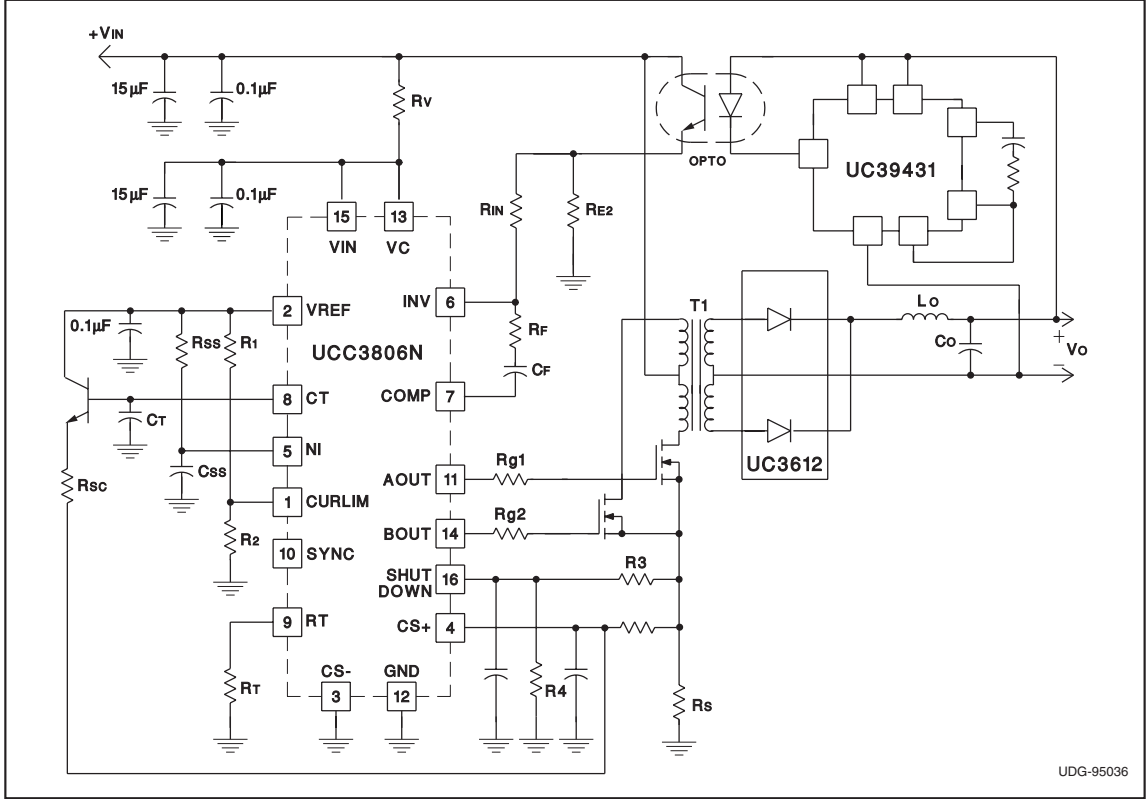 +VIN
15µF
0.1µF
RV
OPTO
UC39431
15µF
0.1µF
RIN
RE2
15
13
VIN
VC
INV
6
2
VREF
0.1µF
RSS
R1
UCC3806N
RF
CF
T1
LO
CO
+
VO
–
COMP
7
8
CT
CT
5
NI
CSS
UC3612
RSC
AOUT
11
Rg1
1
CURLIM
BOUT
14
Rg2
R2
10
SYNC
SHUT
DOWN
16
R3
9
RT
CS+
4
RT
CS-
GND
3
12
R4
RS
UDG-95036